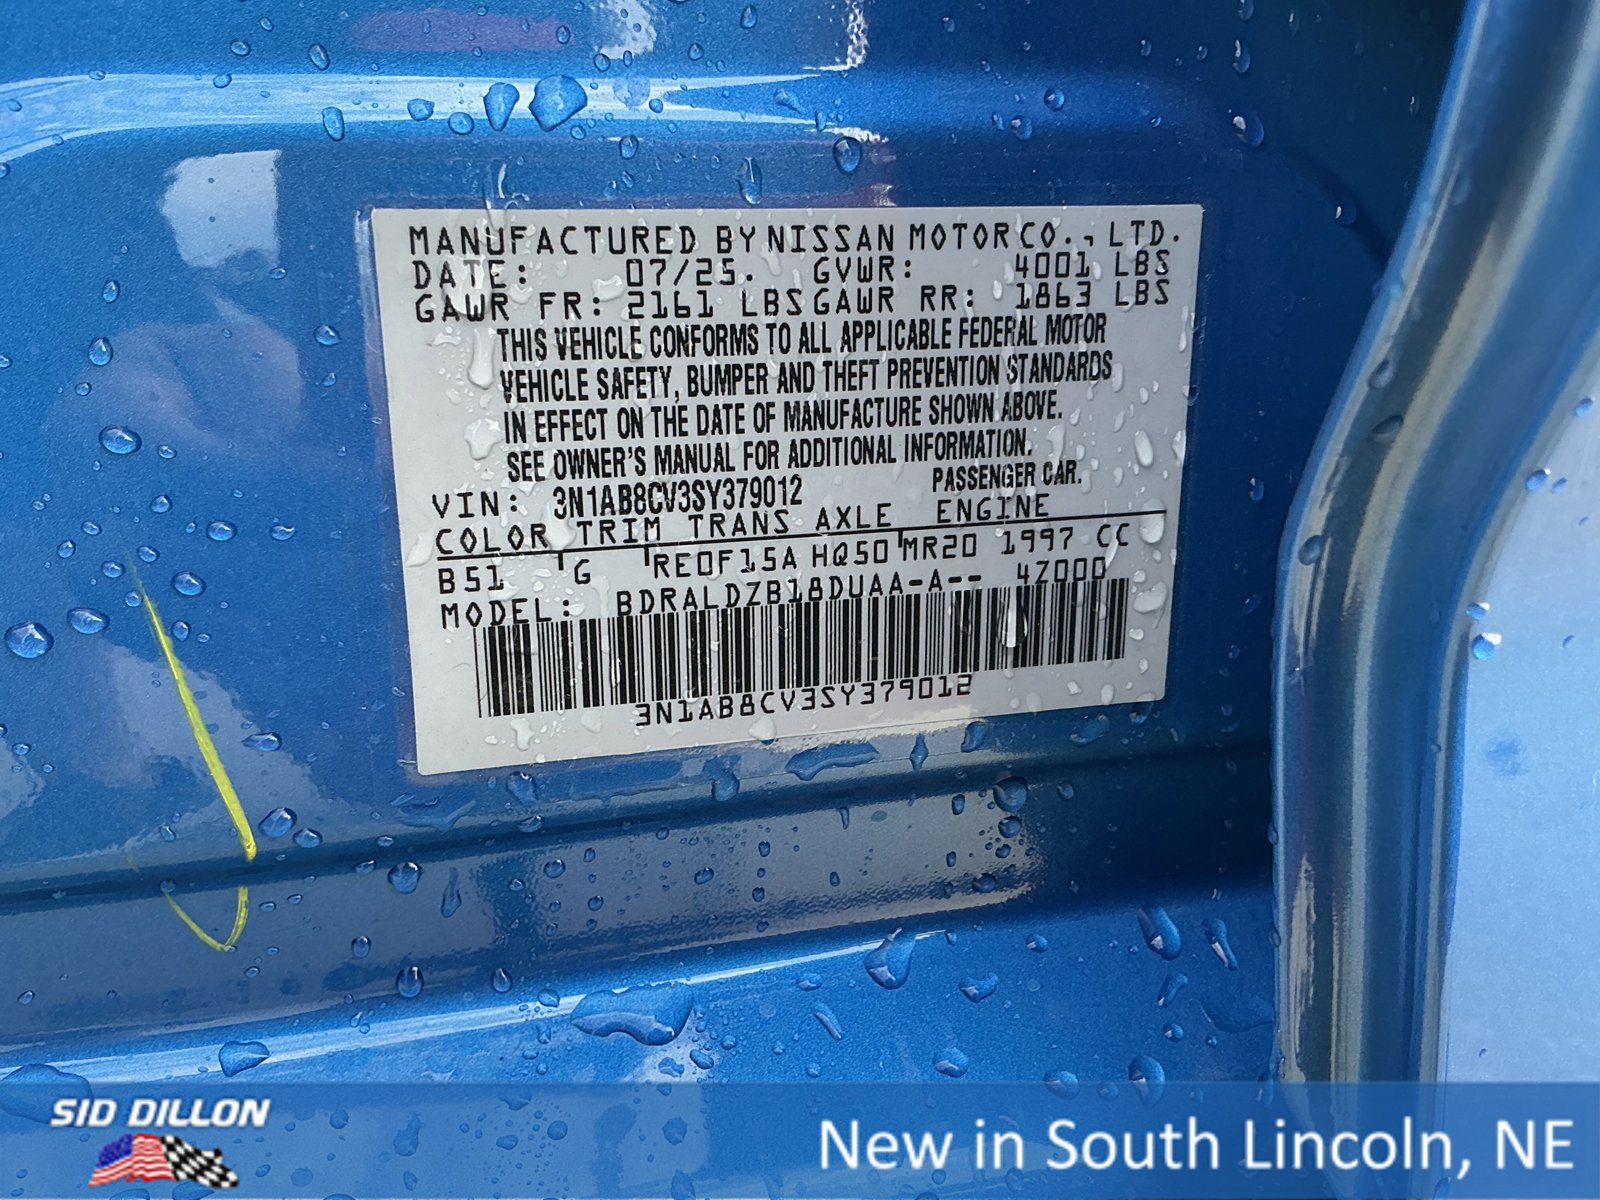 MANUFACTURED BY NISSAN MOTOR CO., LTD.
DATE: 07/25. GVWR: 4001 LBS
GAWR FR: 2161 LBS GAWR RR: 1863 LBS
THIS VEHICLE CONFORMS TO ALL APPLICABLE FEDERAL MOTOR
VEHICLE SAFETY, BUMPER AND THEFT PREVENTION STANDARDS
IN EFFECT ON THE DATE OF MANUFACTURE SHOWN ABOVE.
SEE OWNER'S MANUAL FOR ADDITIONAL INFORMATION.
VIN: 3N1AB8CV3SY379012 PASSENGER CAR.
COLOR TRIM TRANS AXLE ENGINE
B51 G RE0F15A HQ50 MR20 1997 CC
MODEL: BDRALDZB18DUAA-A-- 4Z000
3N1AB8CV3SY379012
SID DILLON
New in South Lincoln, NE